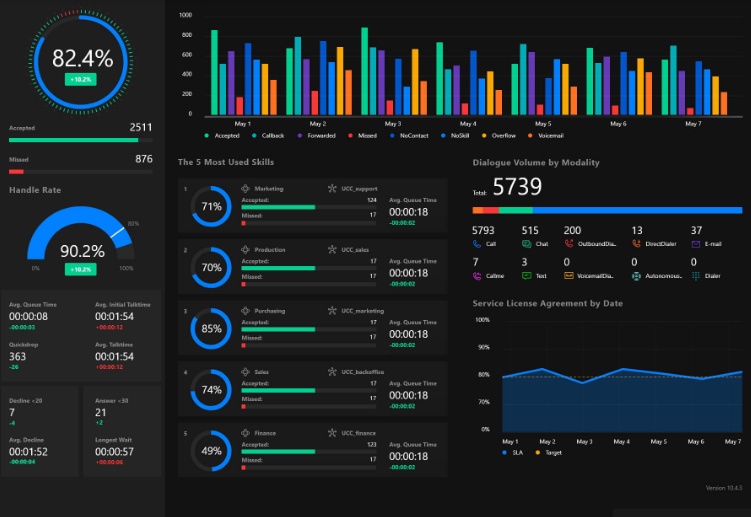 82.4%
+10.2%
Accepted 2511
Missed 876
Handle Rate
80%
90.2%
0% +10.2% 100%
Avg. Queue Time Avg. Initial Talktime
00:00:08 00:01:54
-00:00:03 +00:00:12
Quickdrop Avg. Talktime
363 00:01:54
-26 +00:00:12
Decline <20 Answer <30
7 21
-4 +2
Avg. Decline Longest Wait
00:01:52 00:00:57
-00:00:04 +00:00:06
1000
800
600
400
200
0
May 1 May 2 May 3 May 4 May 5 May 6 May 7
Accepted Callback Forwarded Missed NoContact NoSkill Overflow Voicemail
The 5 Most Used Skills
1 Marketing UCC_support
71% Accepted: 124 Avg. Queue Time
Missed: 17 00:00:18
-00:00:02
2 Production UCC_sales
70% Accepted: 17 Avg. Queue Time
Missed: 17 00:00:18
-00:00:02
3 Purchasing UCC_marketing
85% Accepted: 17 Avg. Queue Time
Missed: 17 00:00:18
-00:00:02
4 Sales UCC_backoffice
74% Accepted: 17 Avg. Queue Time
Missed: 17 00:00:18
-00:00:02
5 Finance UCC_finance
49% Accepted: 123 Avg. Queue Time
Missed: 17 00:00:18
-00:00:02
Dialogue Volume by Modality
Total: 5739
5793 515 200 13 37
Call Chat OutboundDia.. DirectDialer E-mail
7 3 0 0 0
Callme Text VoicemailDia.. Autonomous.. Dialer
Service License Agreement by Date
100%
90%
80%
70%
0%
May 1 May 2 May 3 May 4 May 5 May 6 May 7
SLA Target
Version 10.4.3